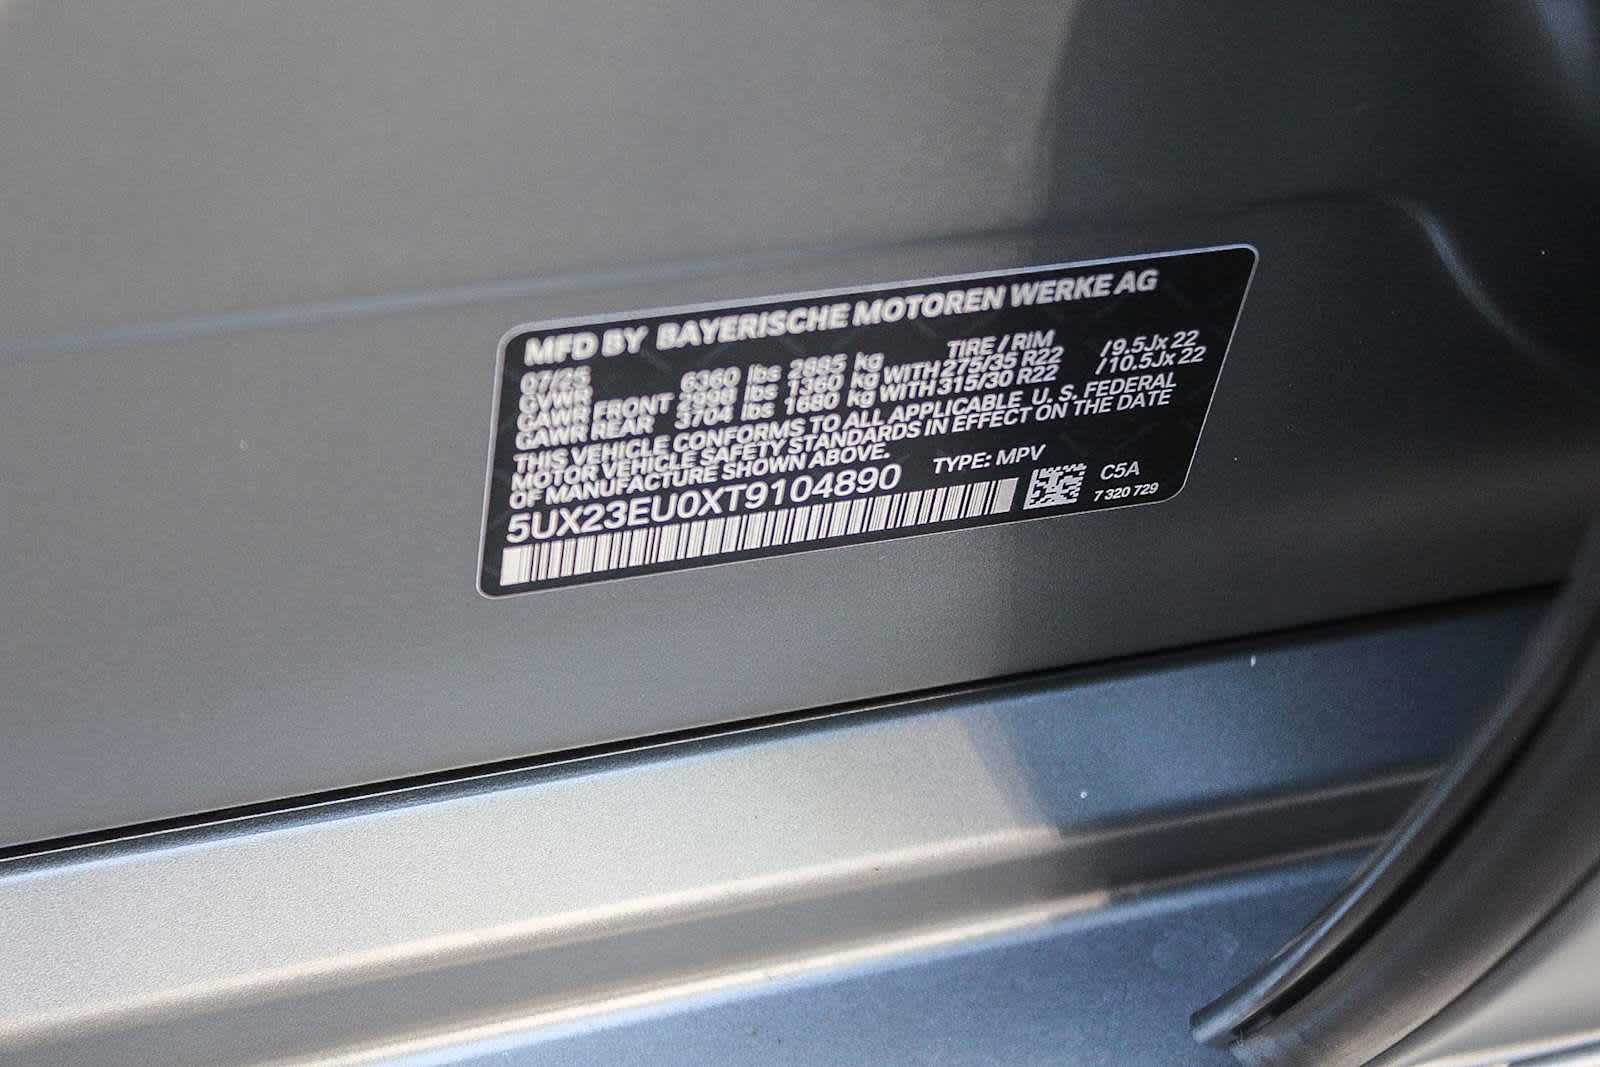 MFD BY BAYERISCHE MOTOREN WERKE AG
07/25 TIRE / RIM
GVWR 6360 lbs 2885 kg
GAWR FRONT 2998 lbs 1360 kg WITH 275/35 R22 /9.5Jx 22
GAWR REAR 3704 lbs 1680 kg WITH 315/30 R22 /10.5Jx 22
THIS VEHICLE CONFORMS TO ALL APPLICABLE U. S. FEDERAL
MOTOR VEHICLE SAFETY STANDARDS IN EFFECT ON THE DATE
OF MANUFACTURE SHOWN ABOVE.
5UX23EU0XT9104890 TYPE: MPV
C5A
7 320 729